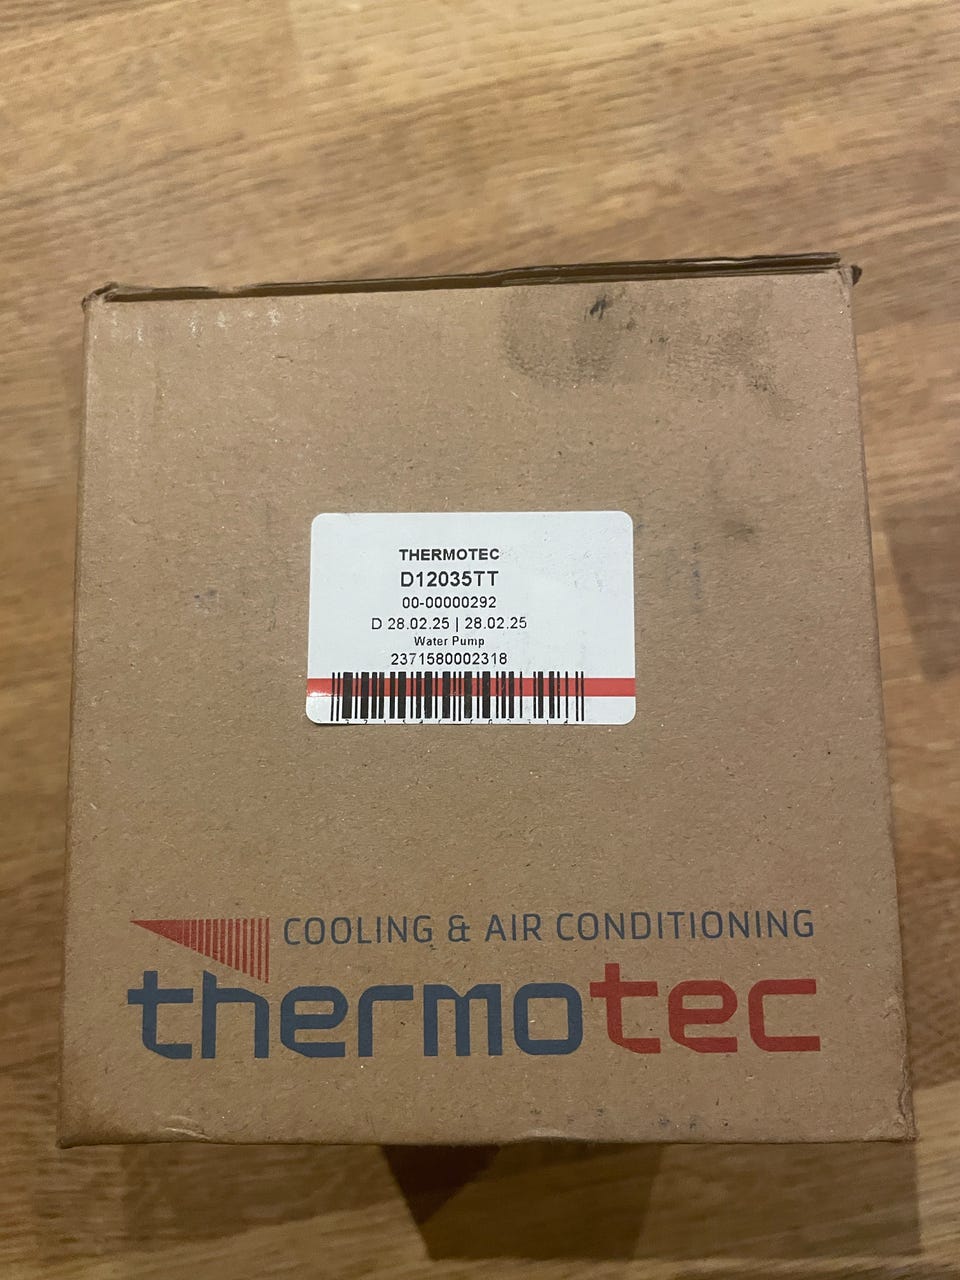 THERMOTEC
D12035TT
00-00000292
D 28.02.25 | 28.02.25
Water Pump
2371580002318
COOLING & AIR CONDITIONING
thermotec